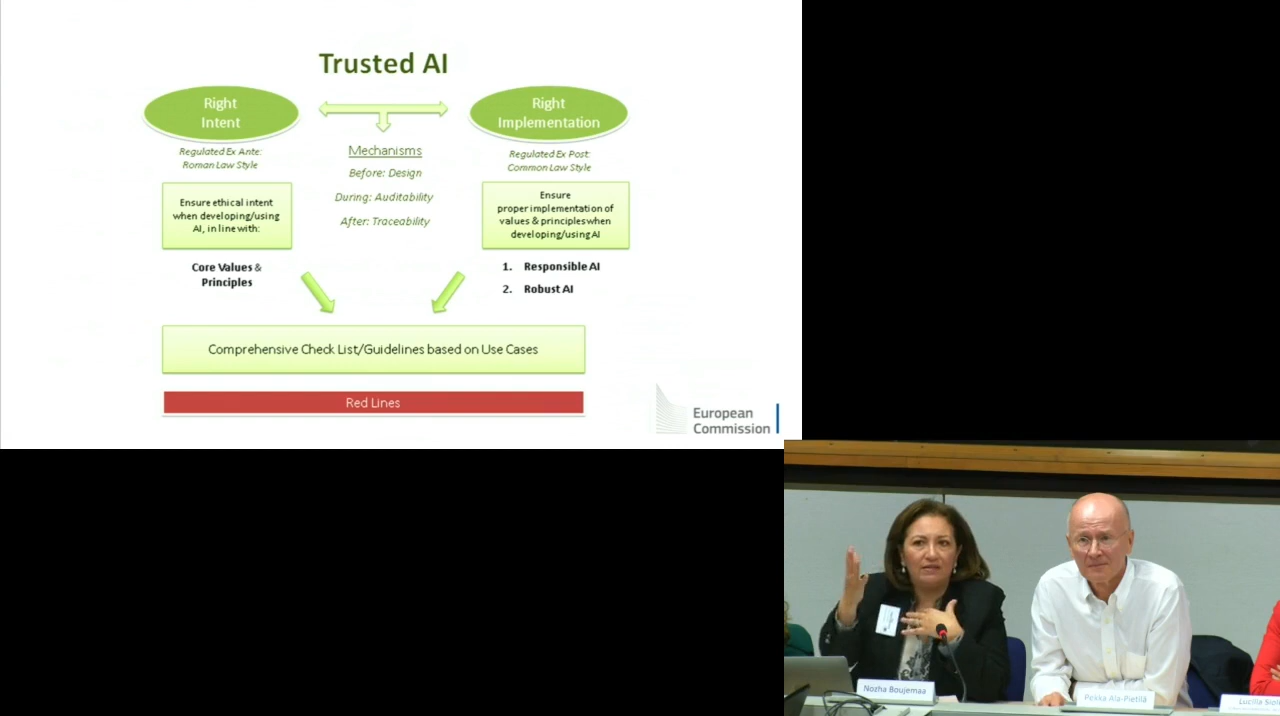 Trusted AI
Right
Intent
Regulated Ex Ante:
Roman Law Style
Ensure ethical intent
when developing/using
AI, in line with:
Core Values &
Principles
Mechanisms
Before: Design
During: Auditability
After: Traceability
Right
Implementation
Regulated Ex Post:
Common Law Style
Ensure
proper implementation of
values & principles when
developing/using AI
1. Responsible AI
2. Robust AI
Comprehensive Check List/Guidelines based on Use Cases
Red Lines
European
Commission
Nozha Boujemaa
Pekka Ala-Pietilä
Lucilla